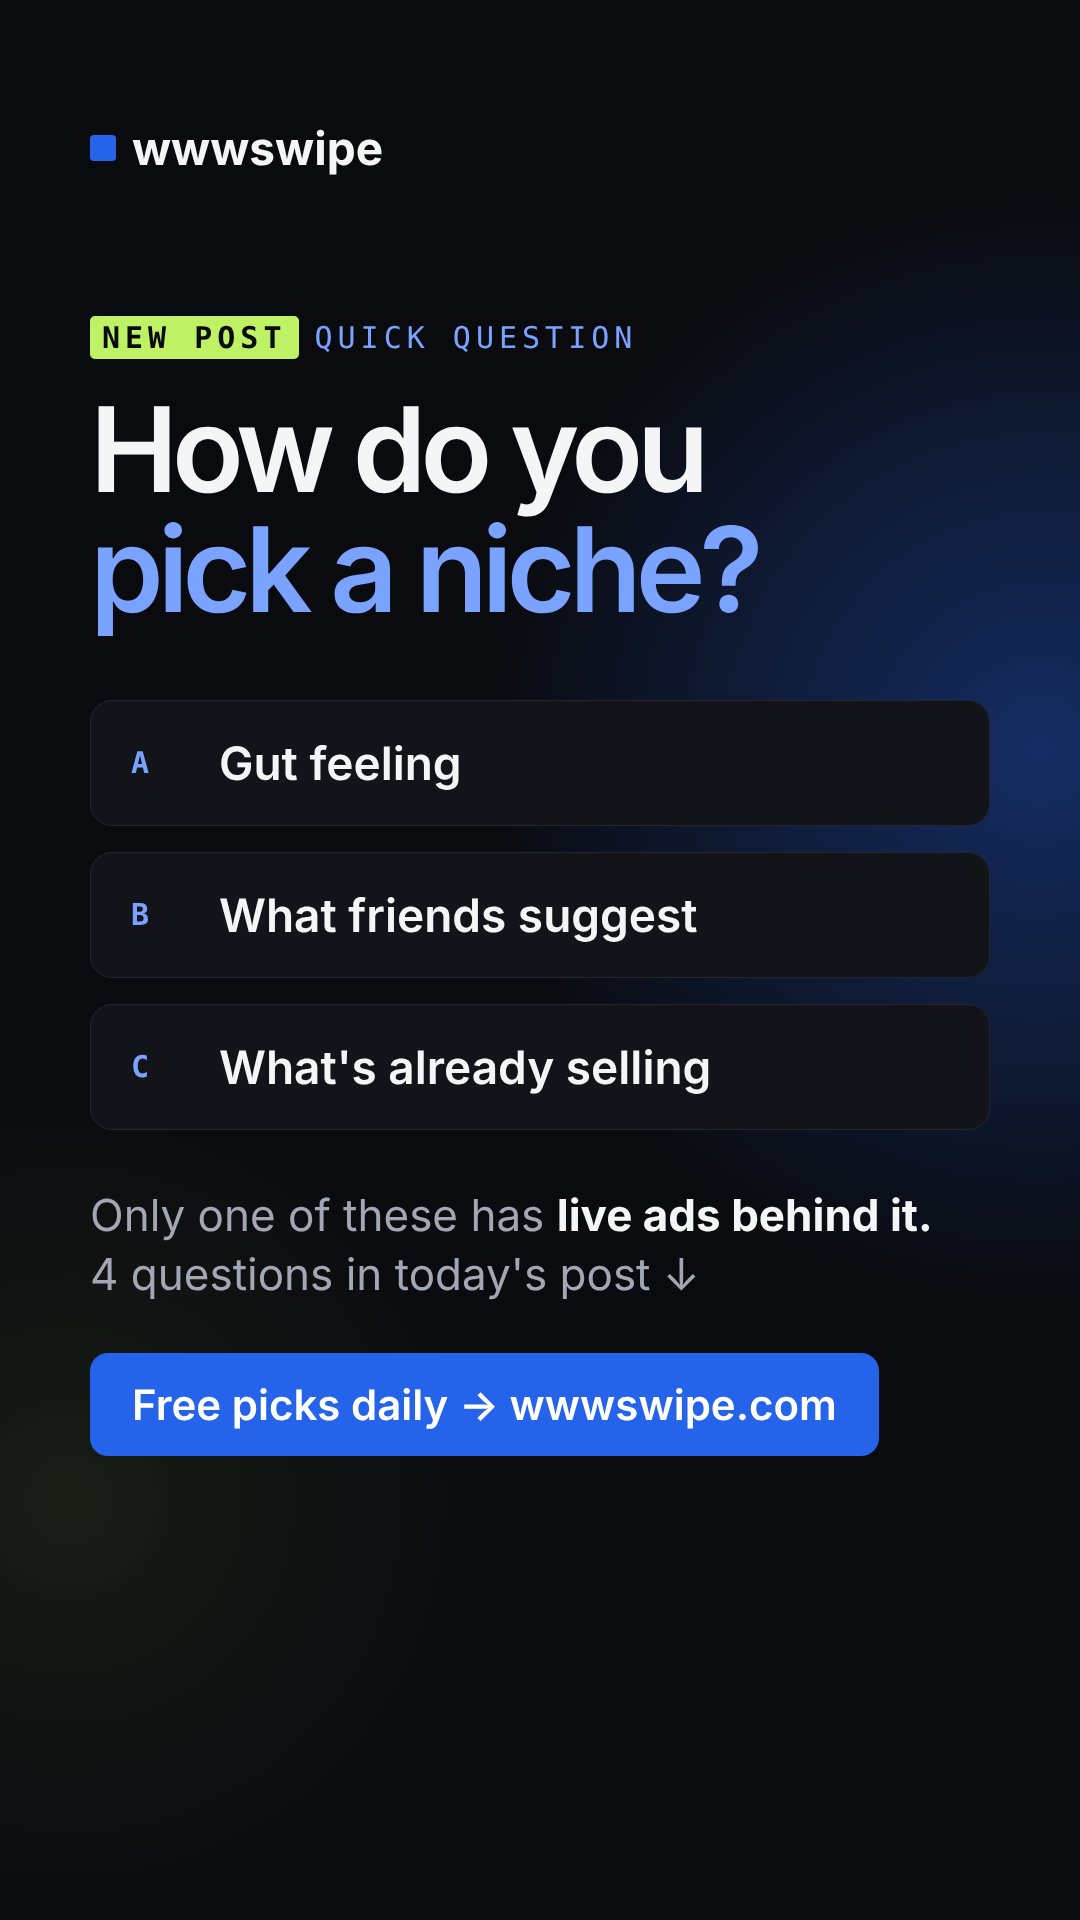 wwwswipe
NEW POST QUICK QUESTION
How do you
pick a niche?
A Gut feeling
B What friends suggest
C What's already selling
Only one of these has live ads behind it.
4 questions in today's post ↓
Free picks daily → wwwswipe.com